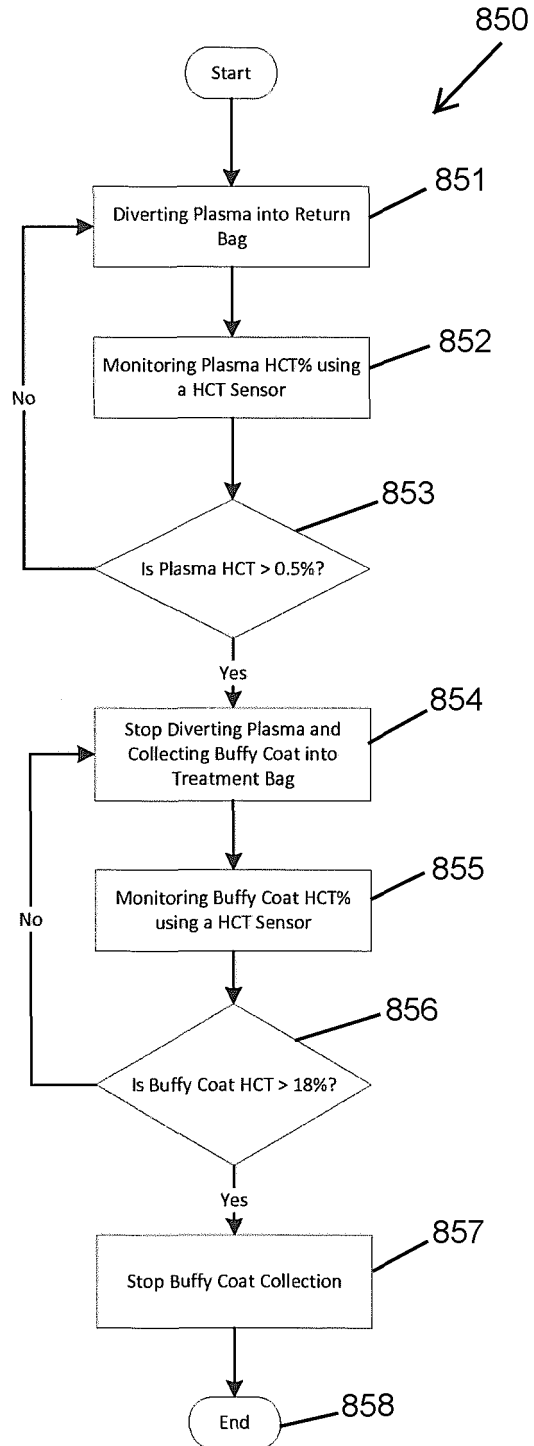 850
Start
851
Diverting Plasma into Return
Bag
852
Monitoring Plasma HCT% using
a HCT Sensor
No
853
Is Plasma HCT > 0.5%?
Yes
854
Stop Diverting Plasma and
Collecting Buffy Coat into
Treatment Bag
855
Monitoring Buffy Coat HCT%
using a HCT Sensor
No
856
Is Buffy Coat HCT > 18%?
Yes
857
Stop Buffy Coat Collection
858
End